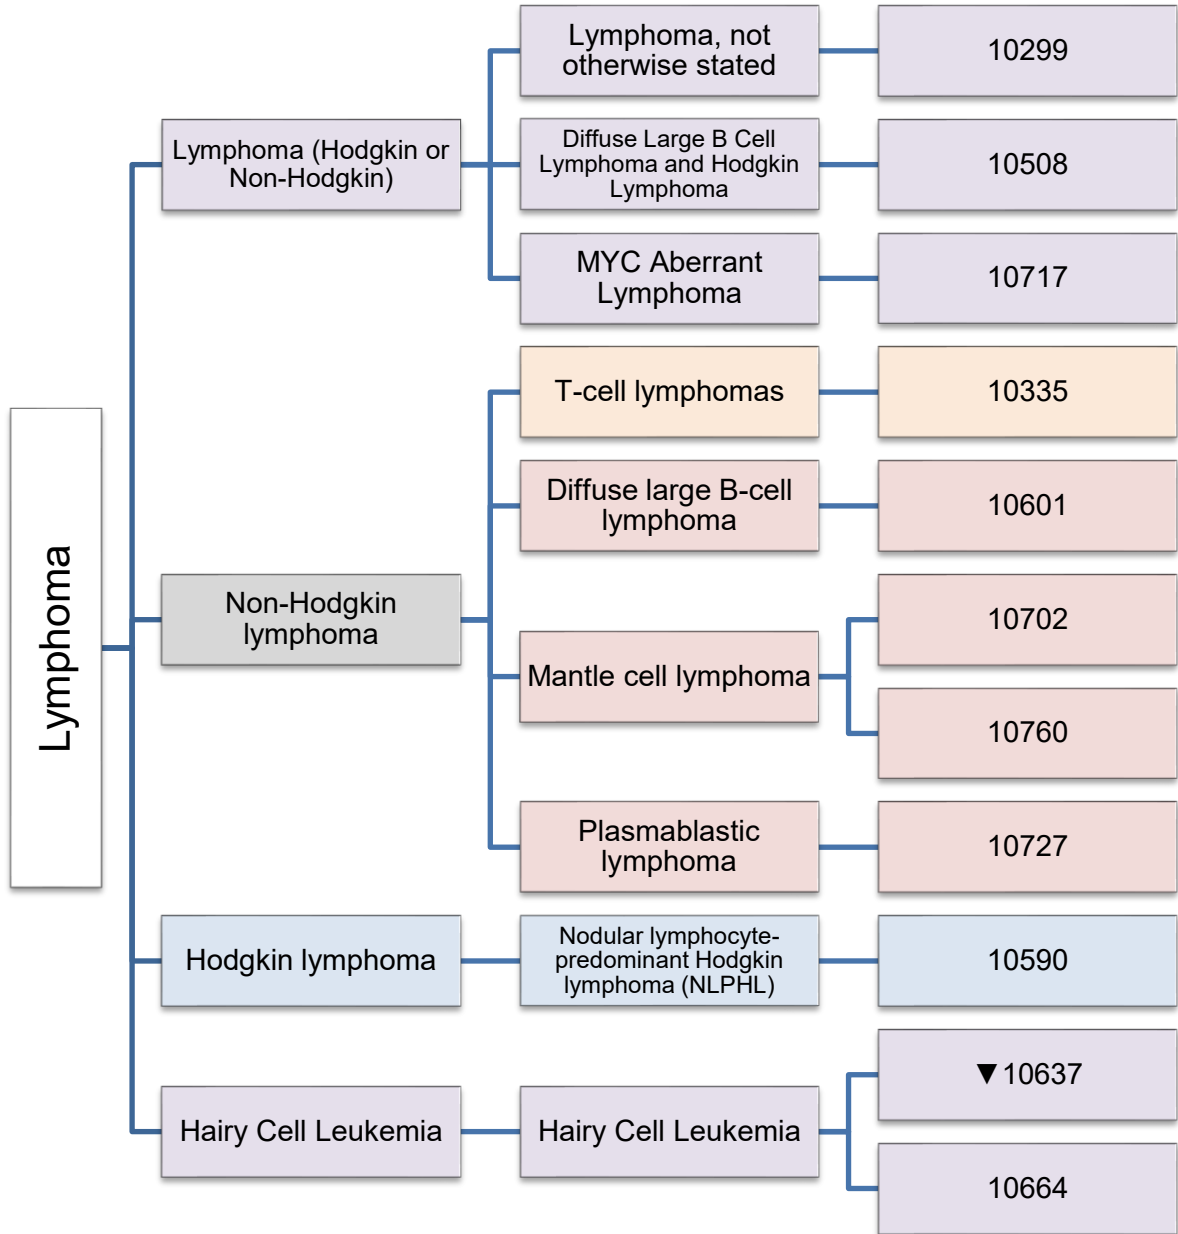 Lymphoma
Lymphoma (Hodgkin or
Non-Hodgkin)
Lymphoma, not
otherwise stated
10299
Diffuse Large B Cell
Lymphoma and Hodgkin
Lymphoma
10508
MYC Aberrant
Lymphoma
10717
Non-Hodgkin
lymphoma
T-cell lymphomas
10335
Diffuse large B-cell
lymphoma
10601
Mantle cell lymphoma
10702
10760
Plasmablastic
lymphoma
10727
Hodgkin lymphoma
Nodular lymphocyte-
predominant Hodgkin
lymphoma (NLPHL)
10590
Hairy Cell Leukemia
Hairy Cell Leukemia
▼10637
10664